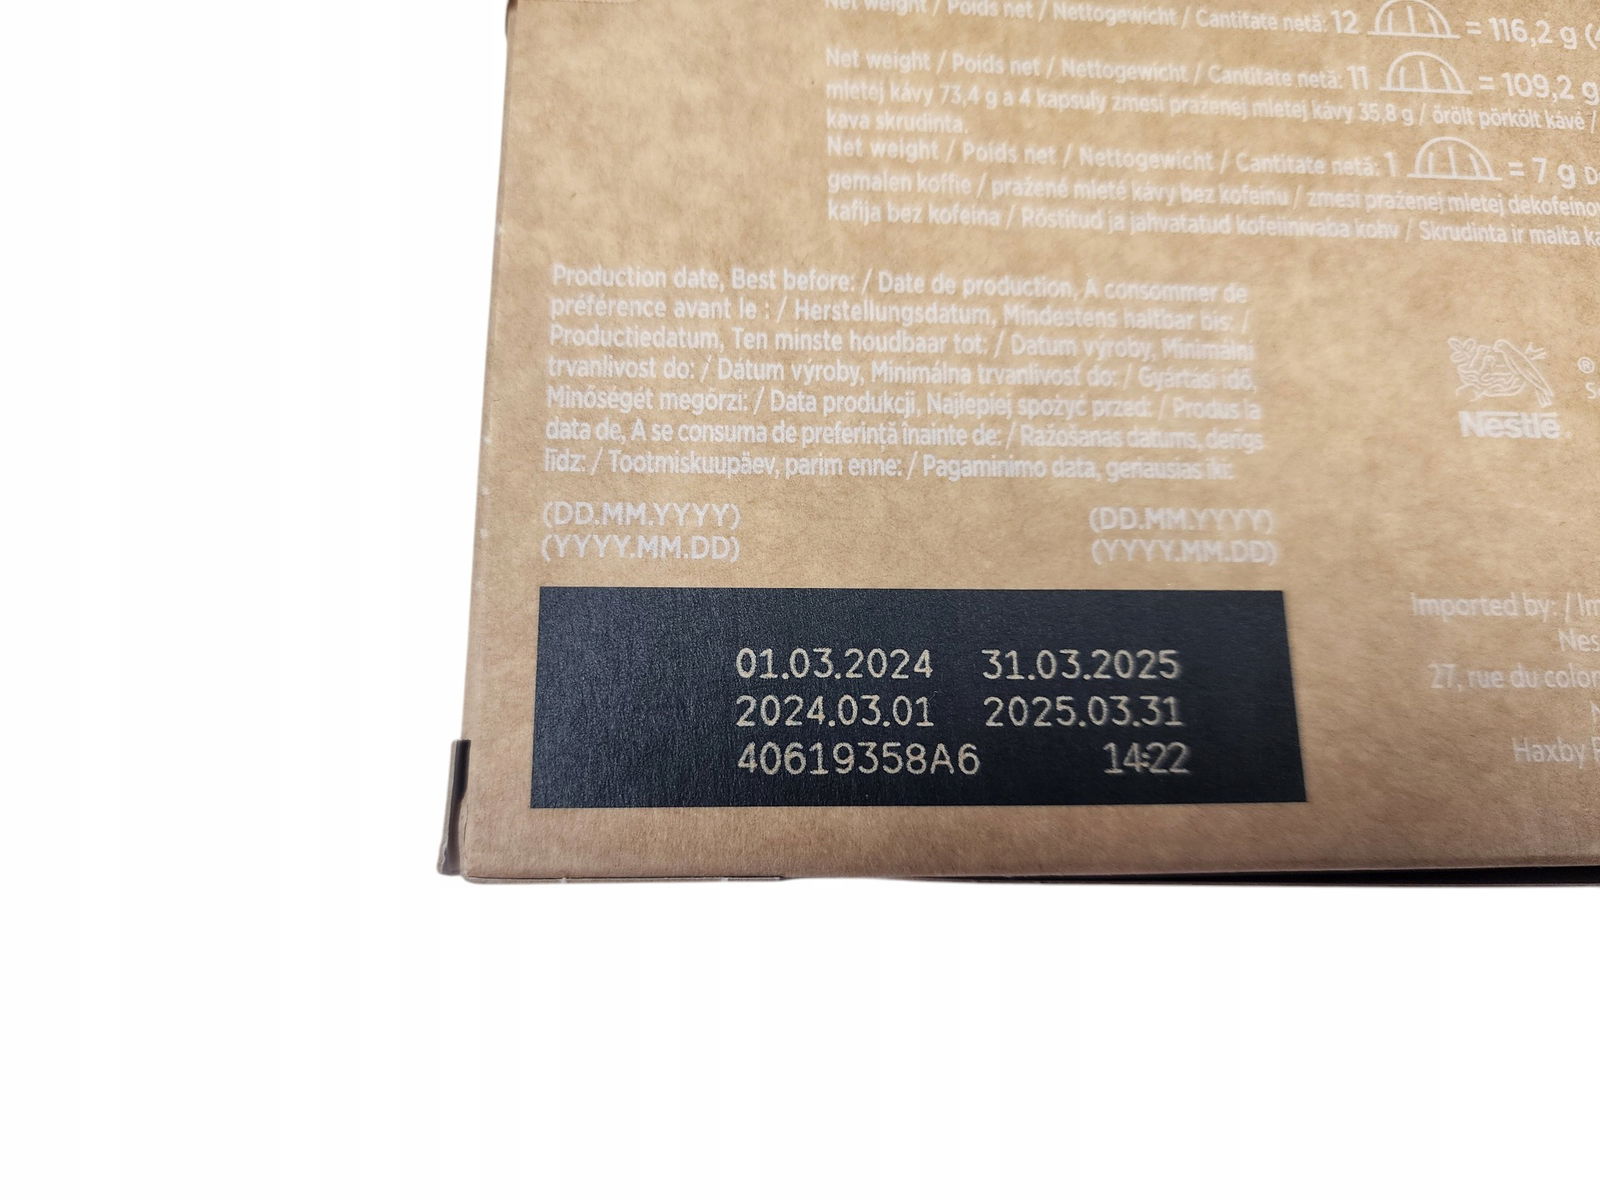 Net weight / Poids net / Nettogewicht / Cantitate netă: 12 = 116,2 g
Net weight / Poids net / Nettogewicht / Cantitate netă: 11 = 109,2 g
mletej kávy 73,4 g a 4 kapsuly zmesi praženej mletej kávy 35,8 g / őrölt pörkölt kávé /
kava skrudinta.
Net weight / Poids net / Nettogewicht / Cantitate netă: 1 = 7 g
gemalen koffie / pražené mleté kávy bez kofeinu / zmesi praženej mletej
kafija bez kofeīna / Röstitud ja jahvatatud kofeiinivaba kohv / Skrudinta ir malta
Production date, Best before: / Date de production, À consommer de
préférence avant le : / Herstellungsdatum, Mindestens haltbar bis: /
Productiedatum, Ten minste houdbaar tot: / Datum výroby, Minimální
trvanlivost do: / Dátum výroby, Minimálna trvanlivosť do: / Gyártási idő,
Minőségét megőrzi: / Data produkcji, Najlepiej spożyć przed: / Produs la
data de, A se consuma de preferință înainte de: / Ražošanas datums, derīgs
līdz: / Tootmiskuupäev, parim enne: / Pagaminimo data, geriausias iki:
(DD.MM.YYYY) (DD.MM.YYYY)
(YYYY.MM.DD) (YYYY.MM.DD)
Nestlé
®
01.03.2024 31.03.2025
2024.03.01 2025.03.31
40619358A6 14:22
Imported by: /
27, rue du
Haxby